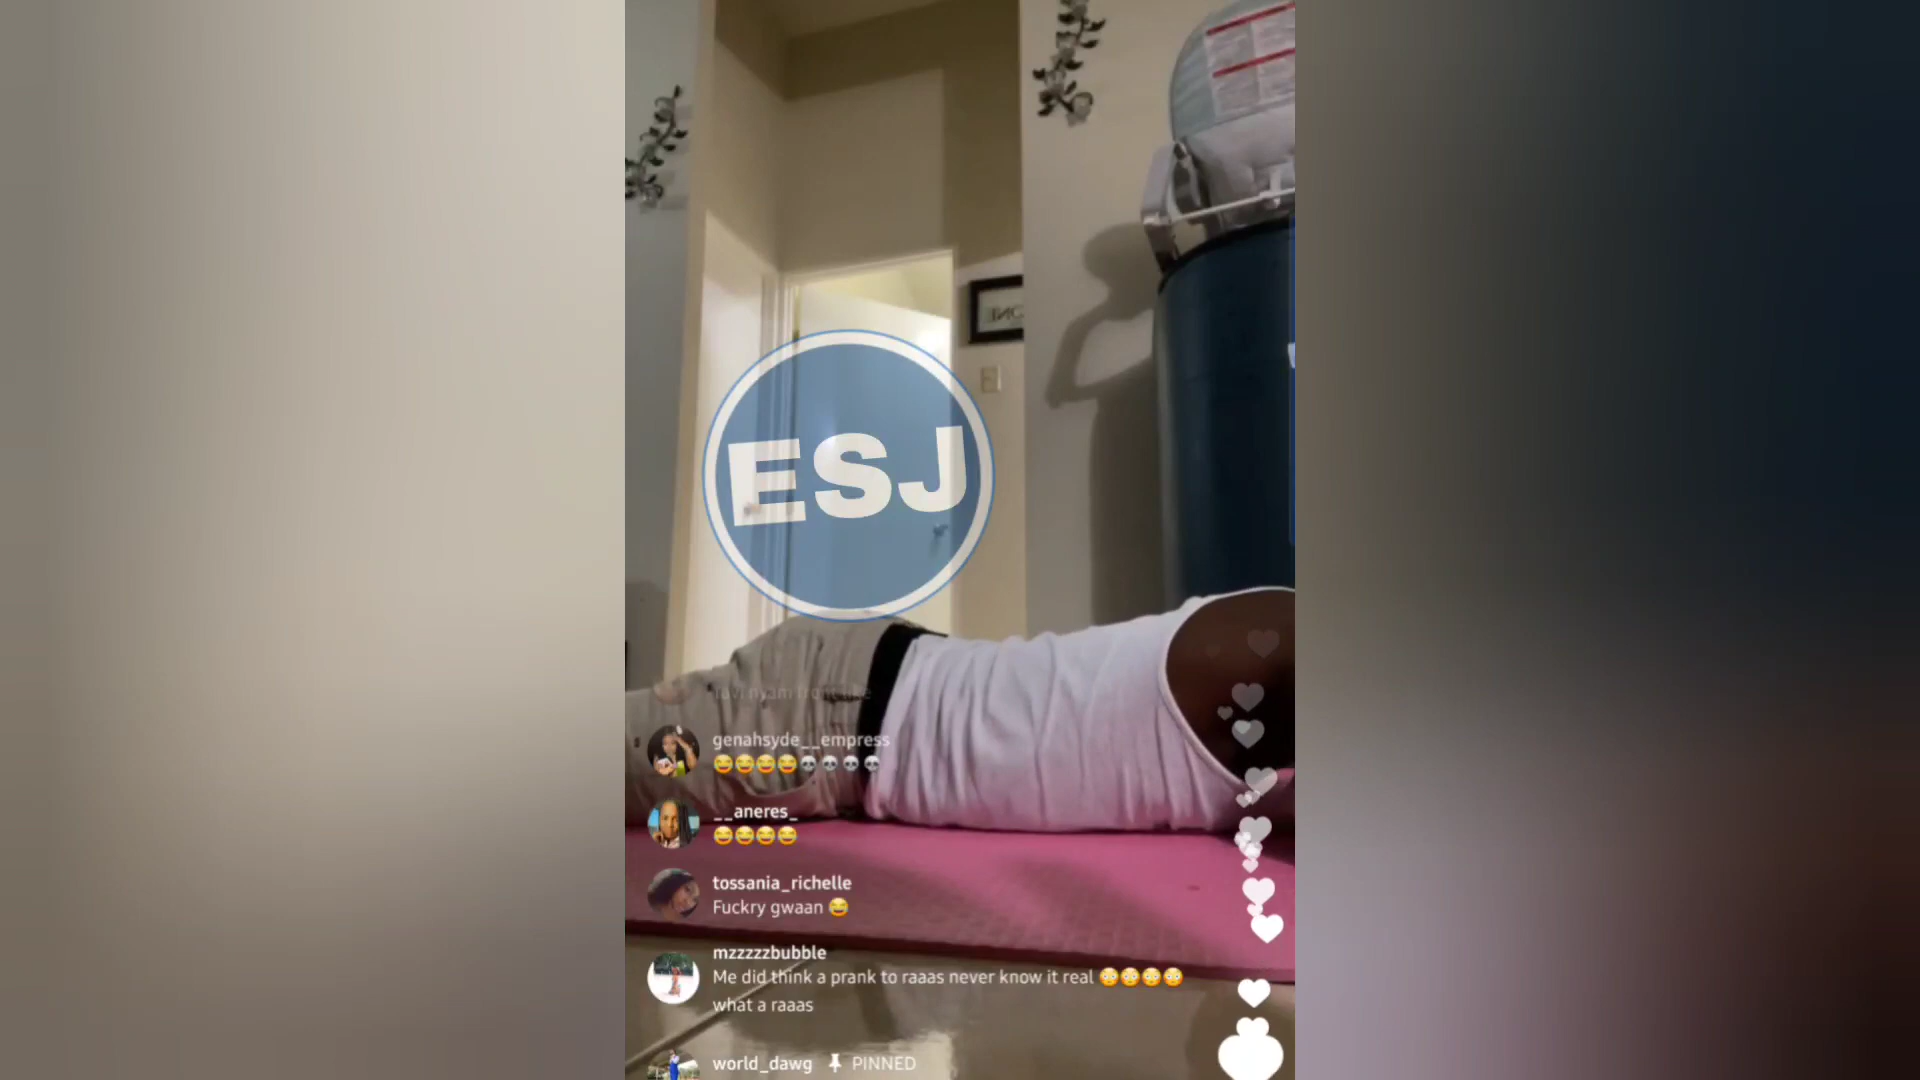 ESJ
genahsyde__empress
😂😂😂😂💀💀💀💀
__aneres_
😂😂😂😂
tossania_richelle
Fuckry gwaan 😂
mzzzzzbubble
Me did think a prank to raaas never know it real 😳😳😳😳
what a raaas
world_dawg PINNED